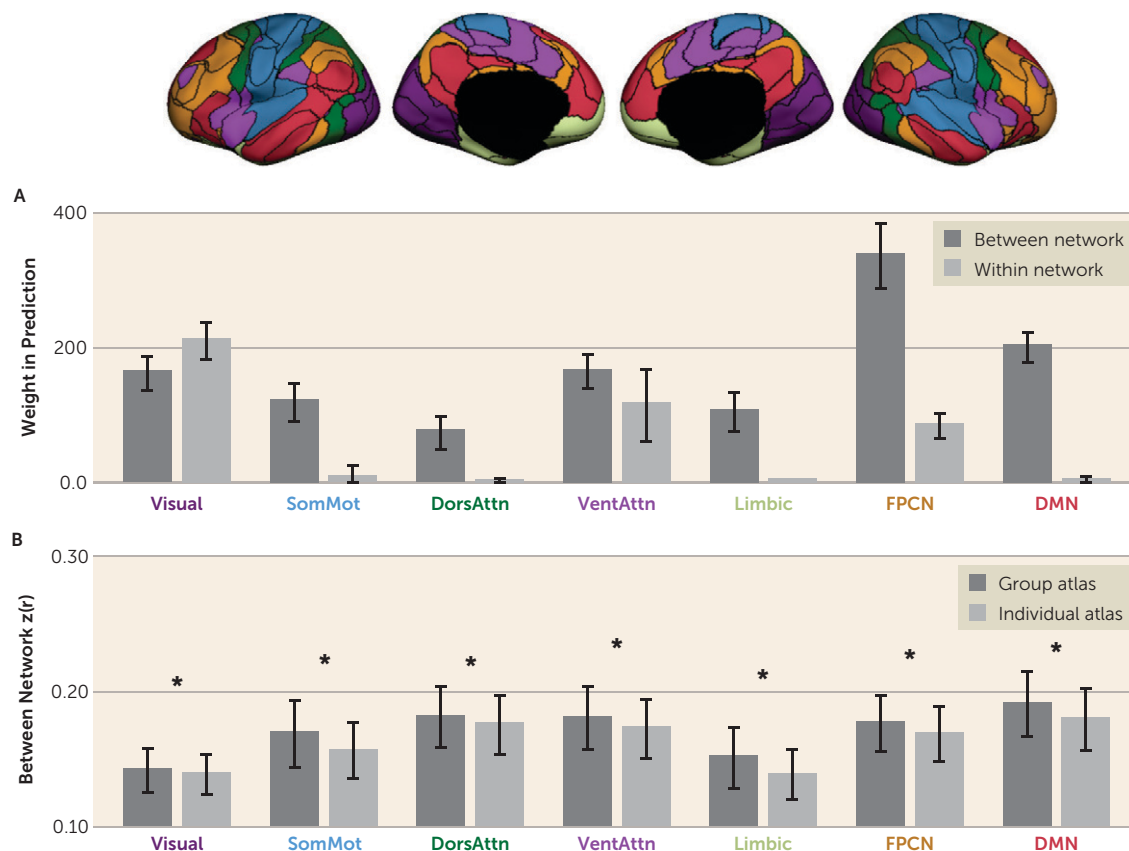 A
Weight in Prediction
400
200
0.0
Between network
Within network
Visual SomMot DorsAttn VentAttn Limbic FPCN DMN
B
Between Network z(r)
0.30
0.20
0.10
Group atlas
Individual atlas
* * * * * * *
Visual SomMot DorsAttn VentAttn Limbic FPCN DMN